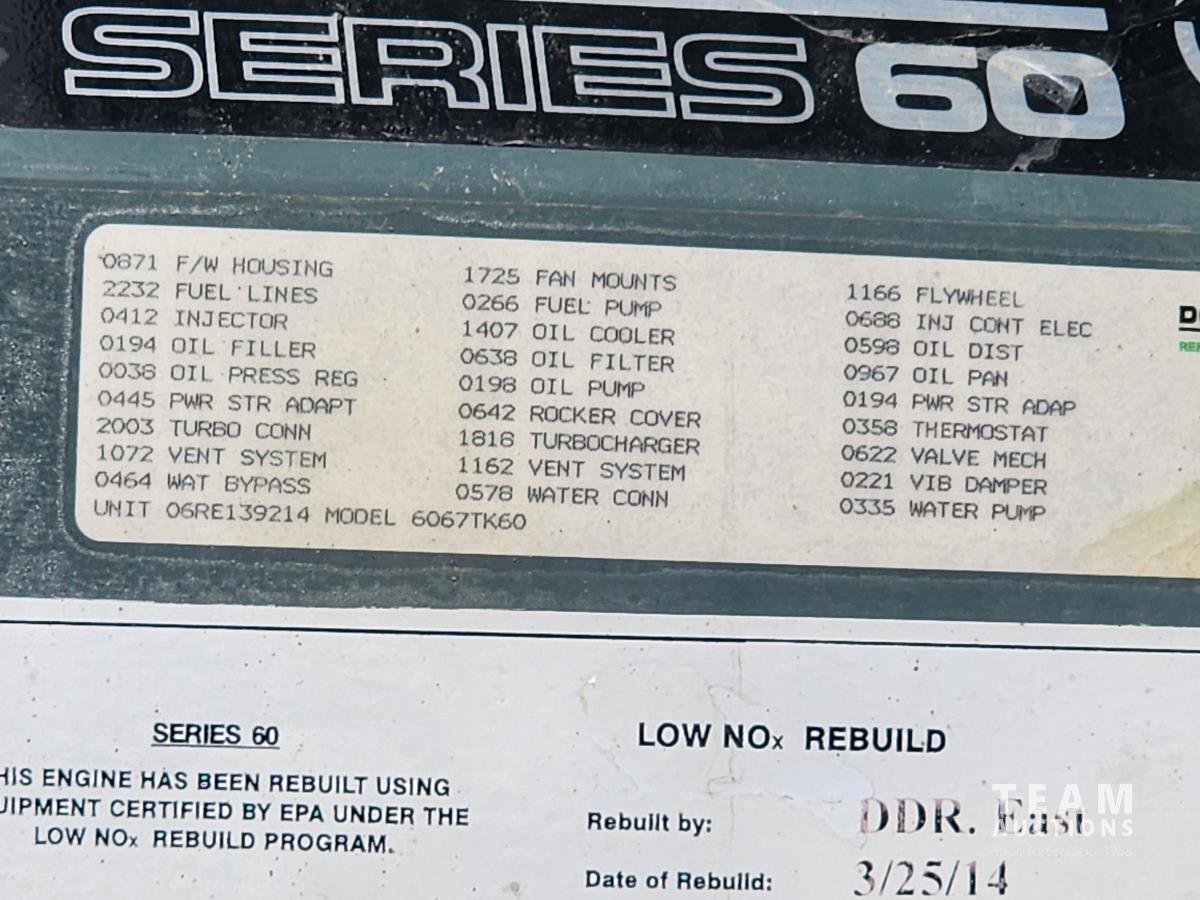 SERIES 60
0871 F/W HOUSING
2232 FUEL LINES
0412 INJECTOR
0194 OIL FILLER
0038 OIL PRESS REG
0445 PWR STR ADAPT
2003 TURBO CONN
1072 VENT SYSTEM
0464 WAT BYPASS
UNIT 06RE139214 MODEL 6067TK60
1725 FAN MOUNTS
0266 FUEL PUMP
1407 OIL COOLER
0638 OIL FILTER
0198 OIL PUMP
0642 ROCKER COVER
1818 TURBOCHARGER
1162 VENT SYSTEM
0578 WATER CONN
1166 FLYWHEEL
0688 INJ CONT ELEC
0598 OIL DIST
0967 OIL PAN
0194 PWR STR ADAP
0358 THERMOSTAT
0622 VALVE MECH
0221 VIB DAMPER
0335 WATER PUMP
SERIES 60
HIS ENGINE HAS BEEN REBUILT USING
UIPMENT CERTIFIED BY EPA UNDER THE
LOW NOx REBUILD PROGRAM.
LOW NOx REBUILD
Rebuilt by: DDR. East
Date of Rebuild: 3/25/14
TEAM
AUCTIONS